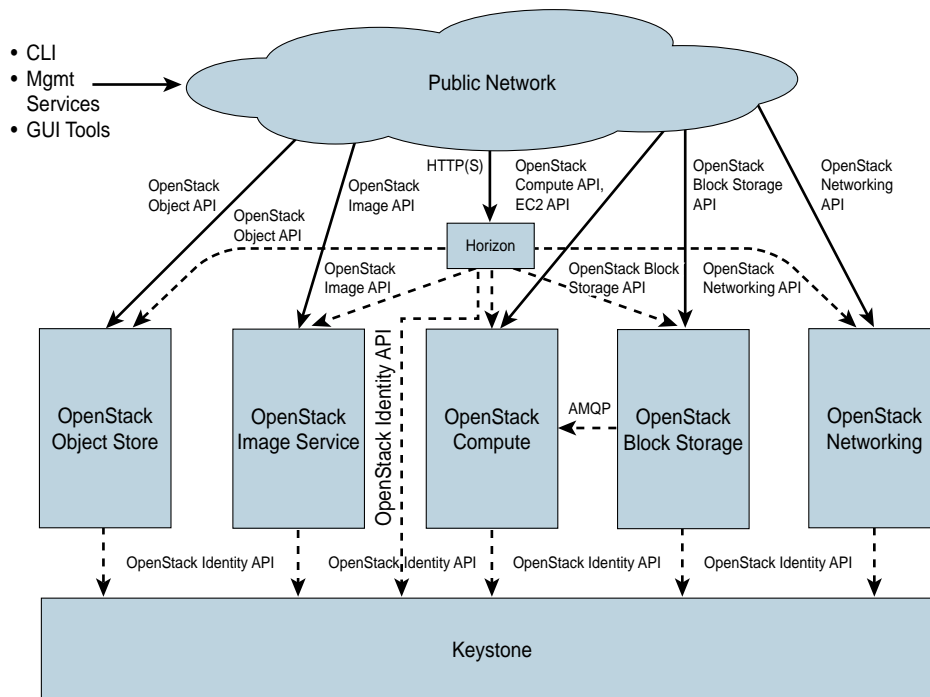 • CLI
• Mgmt
Services
• GUI Tools
Public Network
HTTP(S)
OpenStack
Object API
OpenStack
Image API
OpenStack
Compute API,
EC2 API
OpenStack
Block Storage
API
OpenStack
Networking
API
OpenStack
Object API
Horizon
OpenStack
Image API
OpenStack Block
Storage API
OpenStack
Networking API
OpenStack Identity API
OpenStack
Object Store
OpenStack
Image Service
OpenStack
Compute
AMQP
OpenStack
Block Storage
OpenStack
Networking
OpenStack Identity API
OpenStack Identity API
OpenStack Identity API
OpenStack Identity API
Keystone